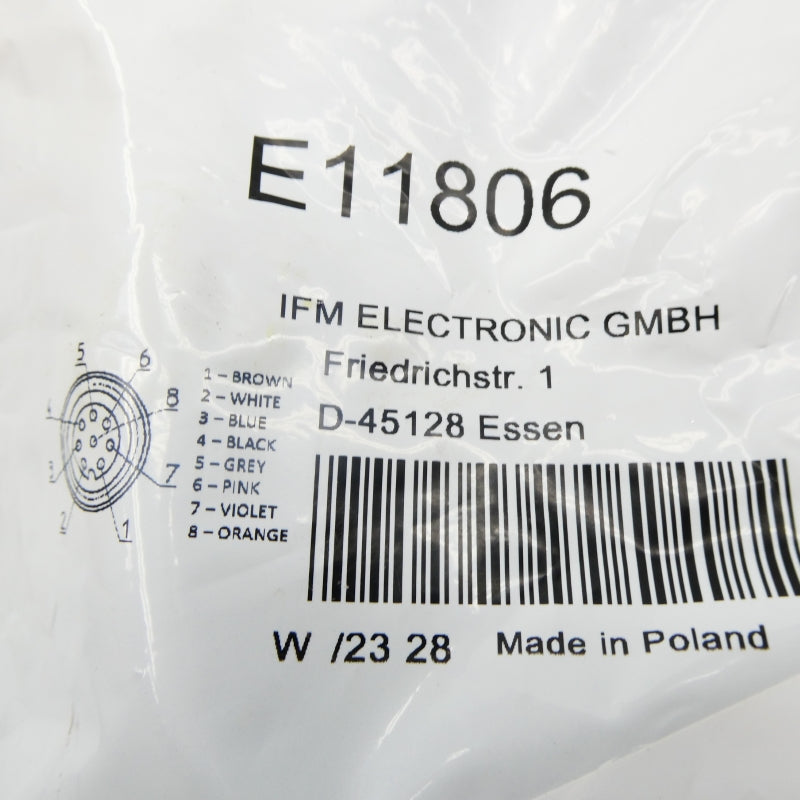 E11806
IFM ELECTRONIC GMBH
Friedrichstr. 1
D-45128 Essen
5
6
8
4
3
7
2
1
1 – BROWN
2 – WHITE
3 – BLUE
4 – BLACK
5 – GREY
6 – PINK
7 – VIOLET
8 – ORANGE
W /23 28 Made in Poland